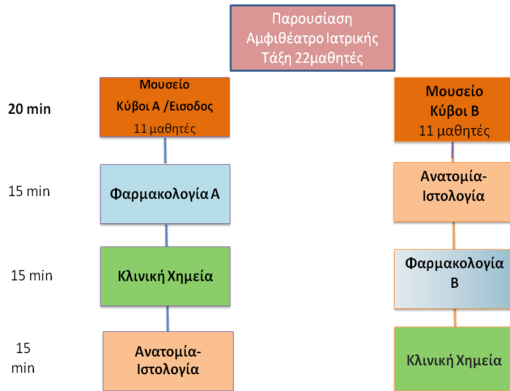 Παρουσίαση
Αμφιθέατρο Ιατρικής
Τάξη 22μαθητές
20 min
Μουσείο
Κύβοι Α /Εισοδος
11 μαθητές
Μουσείο
Κύβοι Β
11 μαθητές
15 min
Φαρμακολογία Α
Ανατομία-
Ιστολογία
15 min
Κλινική Χημεία
Φαρμακολογία
Β
15
min
Ανατομία-
Ιστολογία
Κλινική Χημεία